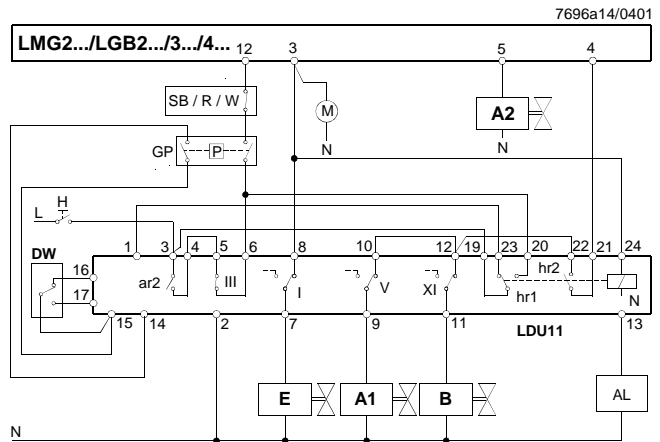 7696a14/0401
LMG2.../LGB2.../3.../4... 12 3 5 4
SB / R / W
M
N
A2
N
GP P
L H
1 3 4 5 6 8 10 12 19 23 20 22 21 24
DW
16
17
ar2 III I V XI hr1 hr2 N
15 14 2 7 9 11 LDU11 13
E A1 B AL
N